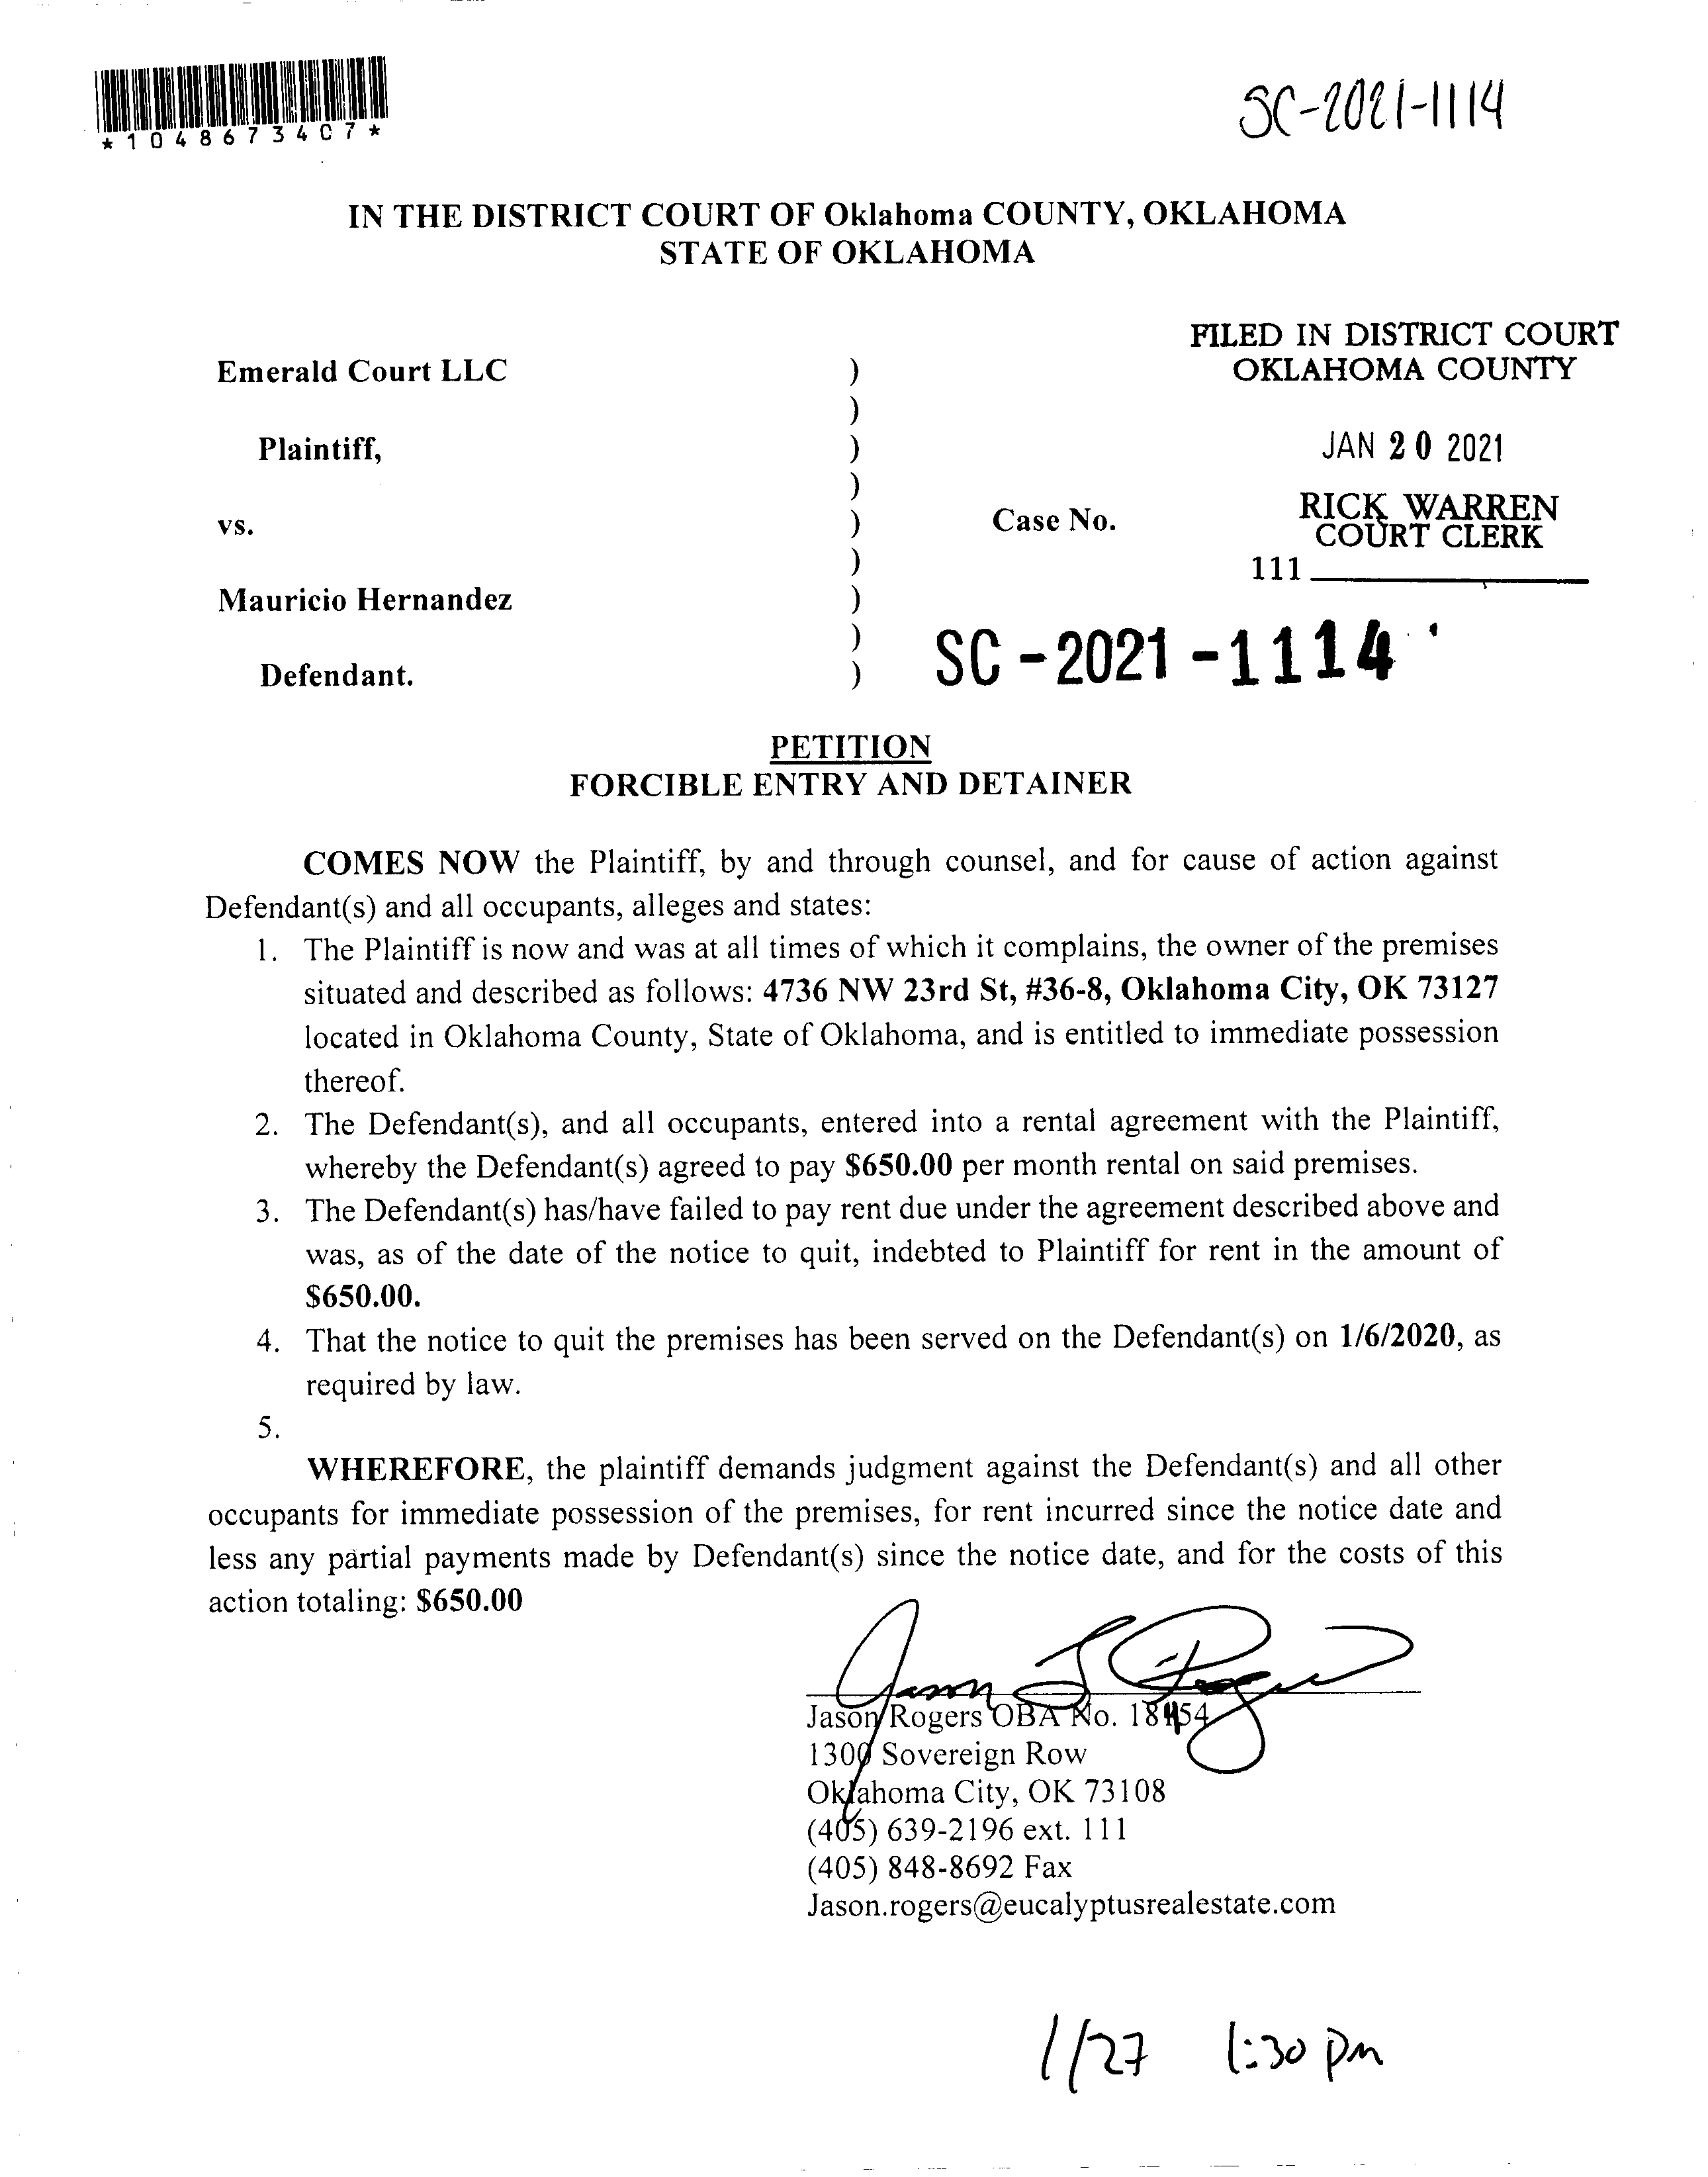 SC-2021-1114
*1048673407*
IN THE DISTRICT COURT OF Oklahoma COUNTY, OKLAHOMA
STATE OF OKLAHOMA
FILED IN DISTRICT COURT
OKLAHOMA COUNTY
Emerald Court LLC )
)
Plaintiff, )
JAN 20 2021
)
vs. ) Case No.
RICK WARREN
COURT CLERK
)
111
Mauricio Hernandez )
)
SC-2021-1114
Defendant. )
PETITION
FORCIBLE ENTRY AND DETAINER
COMES NOW the Plaintiff, by and through counsel, and for cause of action against
Defendant(s) and all occupants, alleges and states:
1. The Plaintiff is now and was at all times of which it complains, the owner of the premises
situated and described as follows: 4736 NW 23rd St, #36-8, Oklahoma City, OK 73127
located in Oklahoma County, State of Oklahoma, and is entitled to immediate possession
thereof.
2. The Defendant(s), and all occupants, entered into a rental agreement with the Plaintiff,
whereby the Defendant(s) agreed to pay $650.00 per month rental on said premises.
3. The Defendant(s) has/have failed to pay rent due under the agreement described above and
was, as of the date of the notice to quit, indebted to Plaintiff for rent in the amount of
$650.00.
4. That the notice to quit the premises has been served on the Defendant(s) on 1/6/2020, as
required by law.
5.
WHEREFORE, the plaintiff demands judgment against the Defendant(s) and all other
occupants for immediate possession of the premises, for rent incurred since the notice date and
less any partial payments made by Defendant(s) since the notice date, and for the costs of this
action totaling: $650.00
Jason Rogers OBA No.
1300 Sovereign Row
Oklahoma City, OK 73108
(405) 639-2196 ext. 111
(405) 848-8692 Fax
Jason.rogers@eucalyptusrealestate.com
1/27 1:30 pm